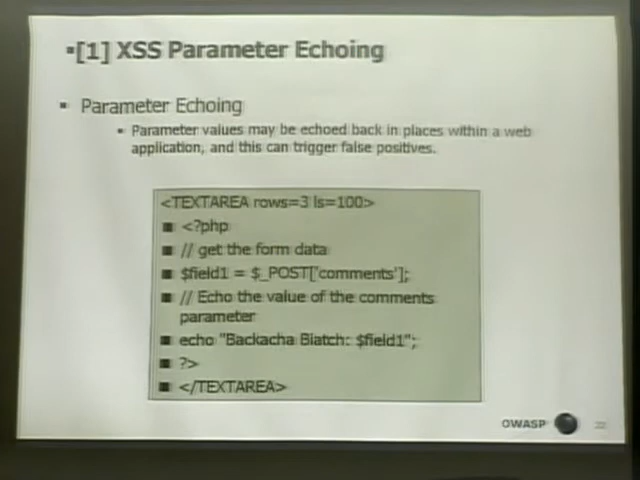 [1] XSS Parameter Echoing
Parameter Echoing
Parameter values may be echoed back in places within a web
application, and this can trigger false positives.
<TEXTAREA rows=3 ls=100>
<?php
// get the form data
$field1 = $_POST['comments'];
// Echo the value of the comments
parameter
echo "Backacha Biatch: $field1";
?>
</TEXTAREA>
OWASP